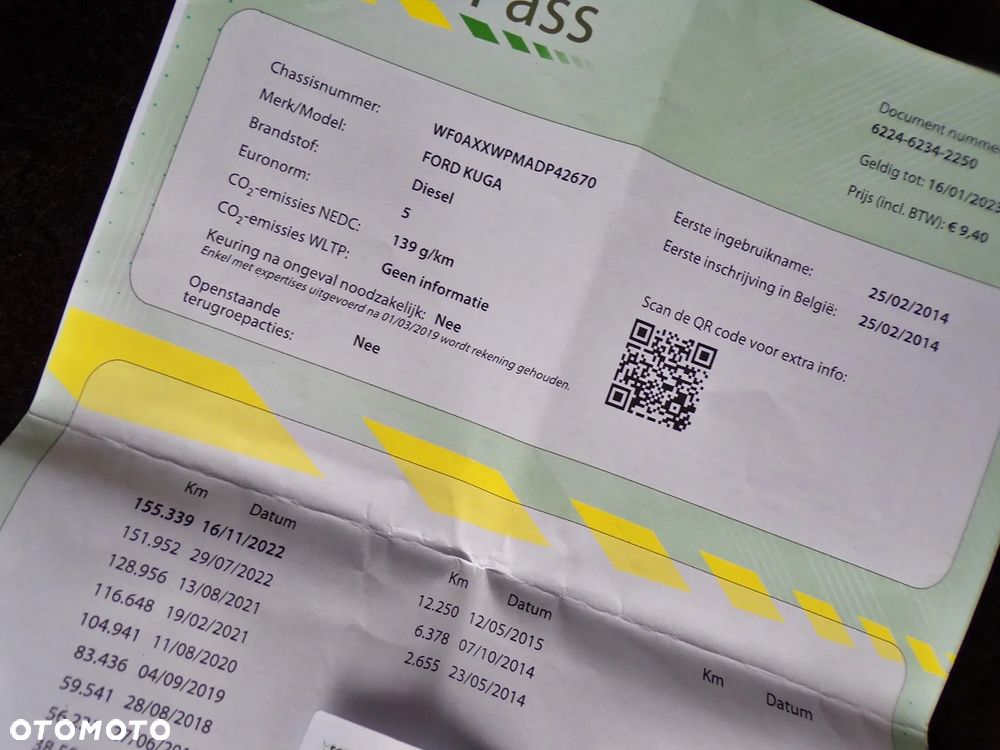 Pass
Document nummer
6224-6234-2250
Geldig tot: 16/01/2023
Prijs (incl. BTW): € 9,40
Chassisnummer: WF0AXXWPMADP42670
Merk/Model: FORD KUGA
Brandstof: Diesel
Euronorm: 5
CO2-emissies NEDC: 139 g/km
CO2-emissies WLTP: Geen informatie
Keuring na ongeval noodzakelijk: Nee
Enkel met expertises uitgevoerd na 01/03/2019 wordt rekening gehouden.
Openstaande
terugroepacties: Nee
Eerste ingebruikname: 25/02/2014
Eerste inschrijving in België: 25/02/2014
Scan de QR code voor extra info:
Km Datum
155.339 16/11/2022
151.952 29/07/2022
128.956 13/08/2021
116.648 19/02/2021
104.941 11/08/2020
83.436 04/09/2019
59.541 28/08/2018
Km Datum
12.250 12/05/2015
6.378 07/10/2014
2.655 23/05/2014
Km Datum
OTOMOTO